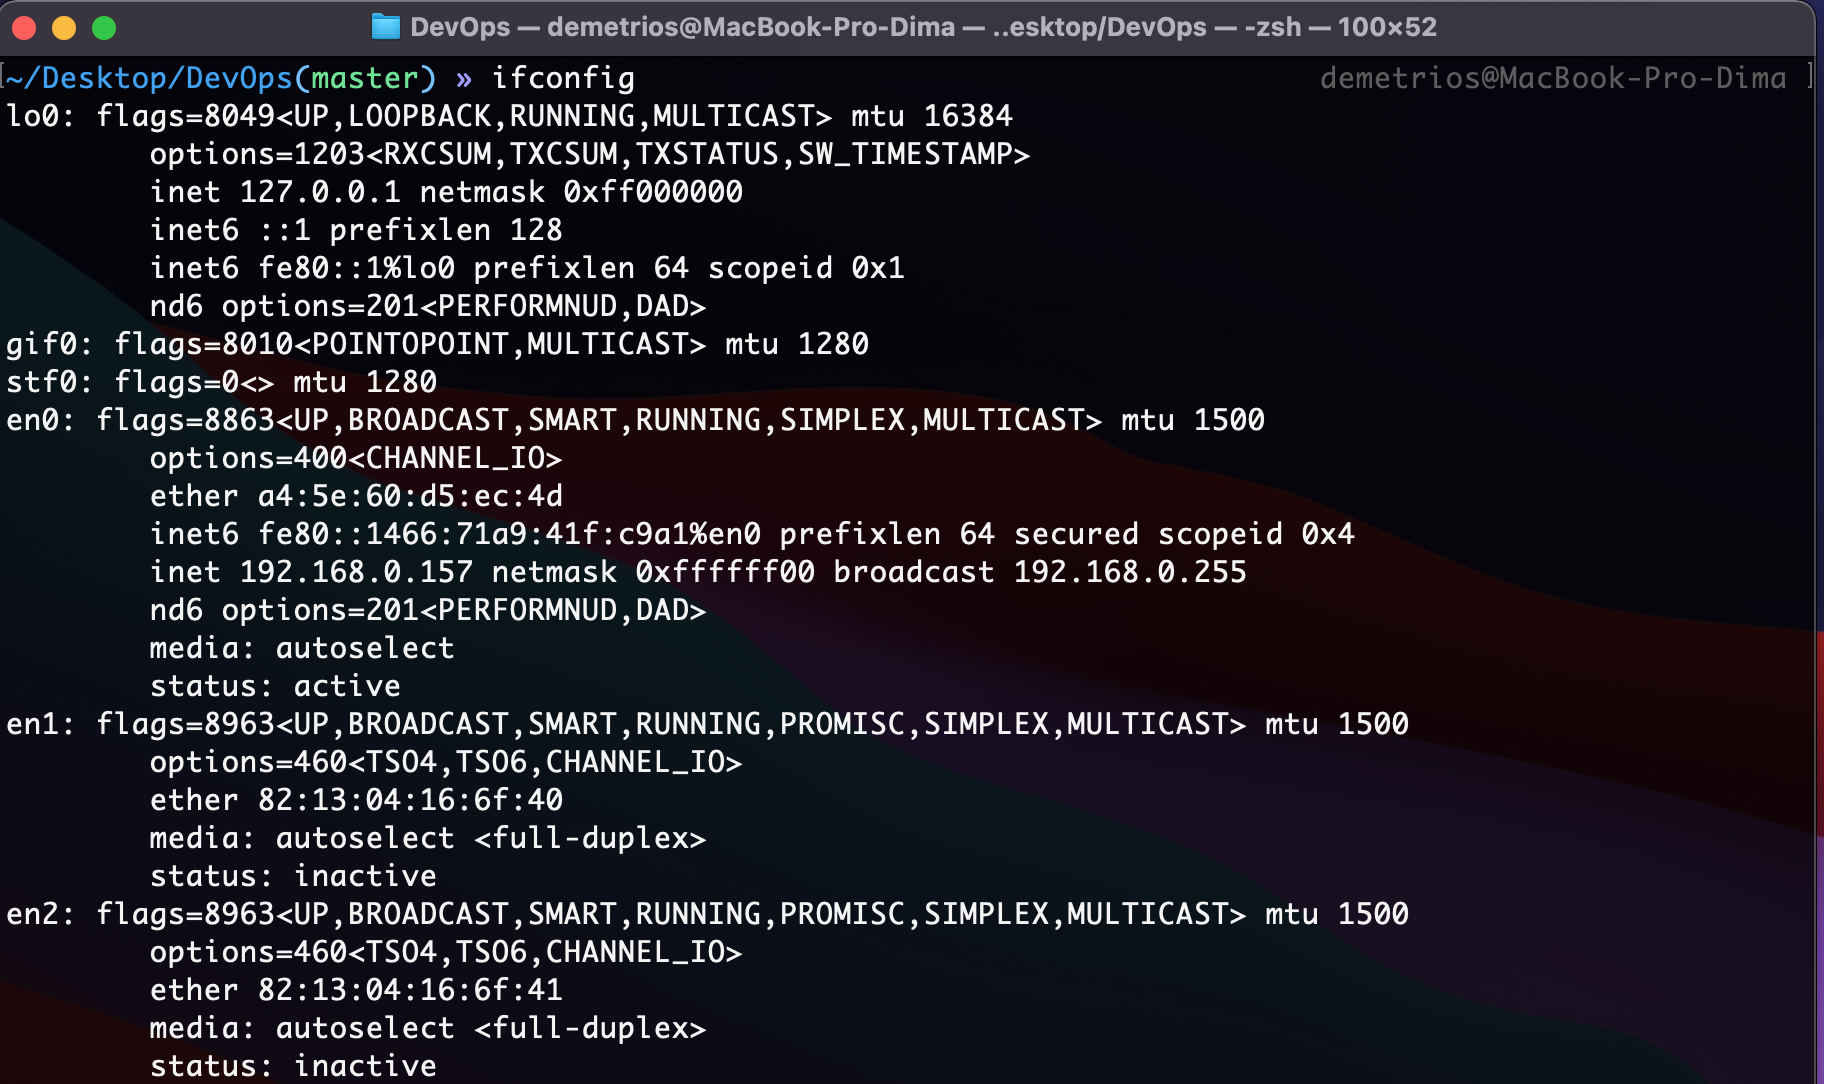 DevOps — demetrios@MacBook-Pro-Dima — ..esktop/DevOps — -zsh — 100×52
[~/Desktop/DevOps(master) » ifconfig demetrios@MacBook-Pro-Dima ]
lo0: flags=8049<UP,LOOPBACK,RUNNING,MULTICAST> mtu 16384
options=1203<RXCSUM,TXCSUM,TXSTATUS,SW_TIMESTAMP>
inet 127.0.0.1 netmask 0xff000000
inet6 ::1 prefixlen 128
inet6 fe80::1%lo0 prefixlen 64 scopeid 0x1
nd6 options=201<PERFORMNUD,DAD>
gif0: flags=8010<POINTOPOINT,MULTICAST> mtu 1280
stf0: flags=0<> mtu 1280
en0: flags=8863<UP,BROADCAST,SMART,RUNNING,SIMPLEX,MULTICAST> mtu 1500
options=400<CHANNEL_IO>
ether a4:5e:60:d5:ec:4d
inet6 fe80::1466:71a9:41f:c9a1%en0 prefixlen 64 secured scopeid 0x4
inet 192.168.0.157 netmask 0xffffff00 broadcast 192.168.0.255
nd6 options=201<PERFORMNUD,DAD>
media: autoselect
status: active
en1: flags=8963<UP,BROADCAST,SMART,RUNNING,PROMISC,SIMPLEX,MULTICAST> mtu 1500
options=460<TSO4,TSO6,CHANNEL_IO>
ether 82:13:04:16:6f:40
media: autoselect <full-duplex>
status: inactive
en2: flags=8963<UP,BROADCAST,SMART,RUNNING,PROMISC,SIMPLEX,MULTICAST> mtu 1500
options=460<TSO4,TSO6,CHANNEL_IO>
ether 82:13:04:16:6f:41
media: autoselect <full-duplex>
status: inactive